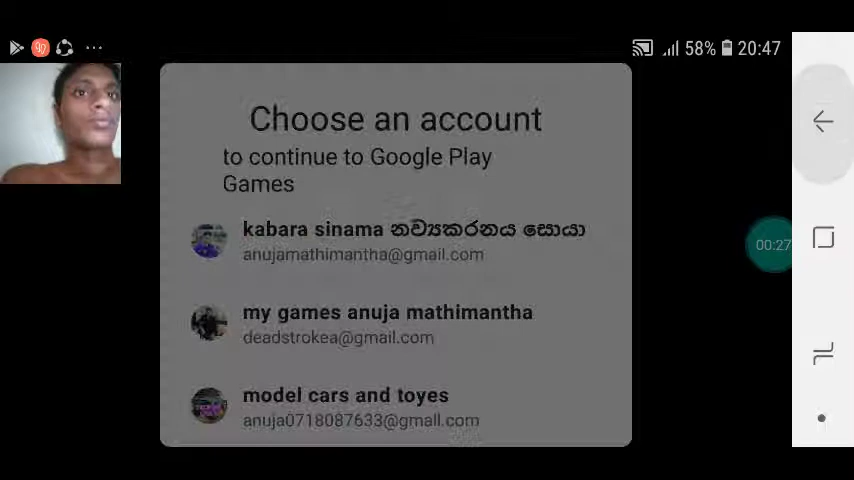 58% 20:47
Choose an account
to continue to Google Play
Games
kabara sinama නව්‍යකරනය සොයා
anujamathimantha@gmail.com
00:27
my games anuja mathimantha
deadstrokea@gmail.com
model cars and toyes
anuja0718087633@gmail.com